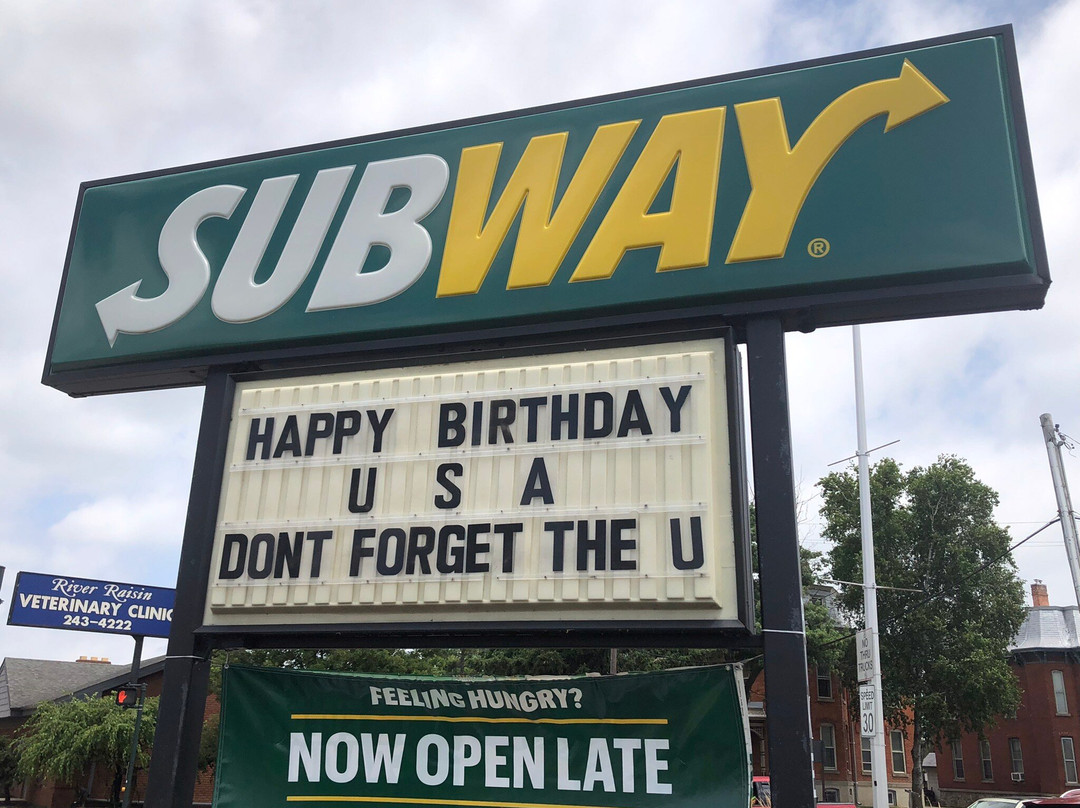 SUBWAY®
HAPPY BIRTHDAY
U S A
DONT FORGET THE U
River Raisin
VETERINARY CLINIC
243-4222
FEELING HUNGRY?
NOW OPEN LATE
NO
THRU
TRUCKS
SPEED
LIMIT
30